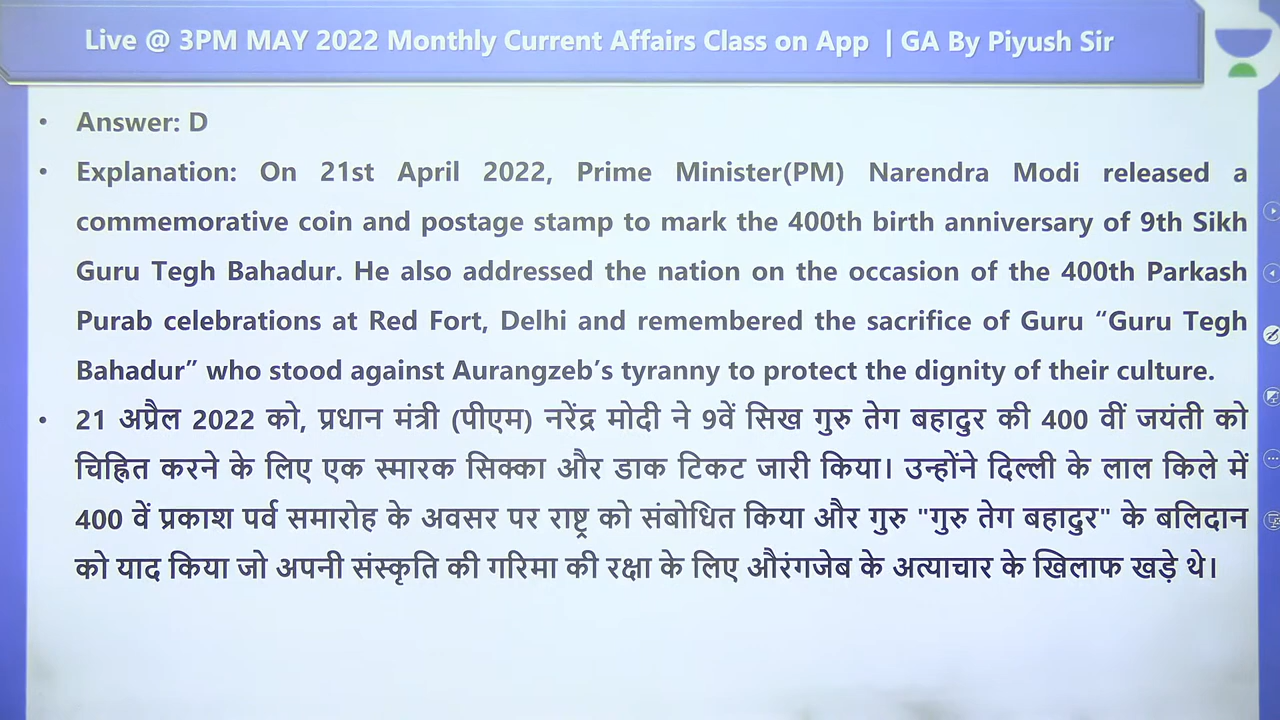 Live @ 3PM MAY 2022 Monthly Current Affairs Class on App | GA By Piyush Sir
• Answer: D
• Explanation: On 21st April 2022, Prime Minister(PM) Narendra Modi released a
commemorative coin and postage stamp to mark the 400th birth anniversary of 9th Sikh
Guru Tegh Bahadur. He also addressed the nation on the occasion of the 400th Parkash
Purab celebrations at Red Fort, Delhi and remembered the sacrifice of Guru “Guru Tegh
Bahadur” who stood against Aurangzeb’s tyranny to protect the dignity of their culture.
• 21 अप्रैल 2022 को, प्रधान मंत्री (पीएम) नरेंद्र मोदी ने 9वें सिख गुरु तेग बहादुर की 400 वीं जयंती को
चिह्नित करने के लिए एक स्मारक सिक्का और डाक टिकट जारी किया। उन्होंने दिल्ली के लाल किले में
400 वें प्रकाश पर्व समारोह के अवसर पर राष्ट्र को संबोधित किया और गुरु "गुरु तेग बहादुर" के बलिदान
को याद किया जो अपनी संस्कृति की गरिमा की रक्षा के लिए औरंगजेब के अत्याचार के खिलाफ खड़े थे।